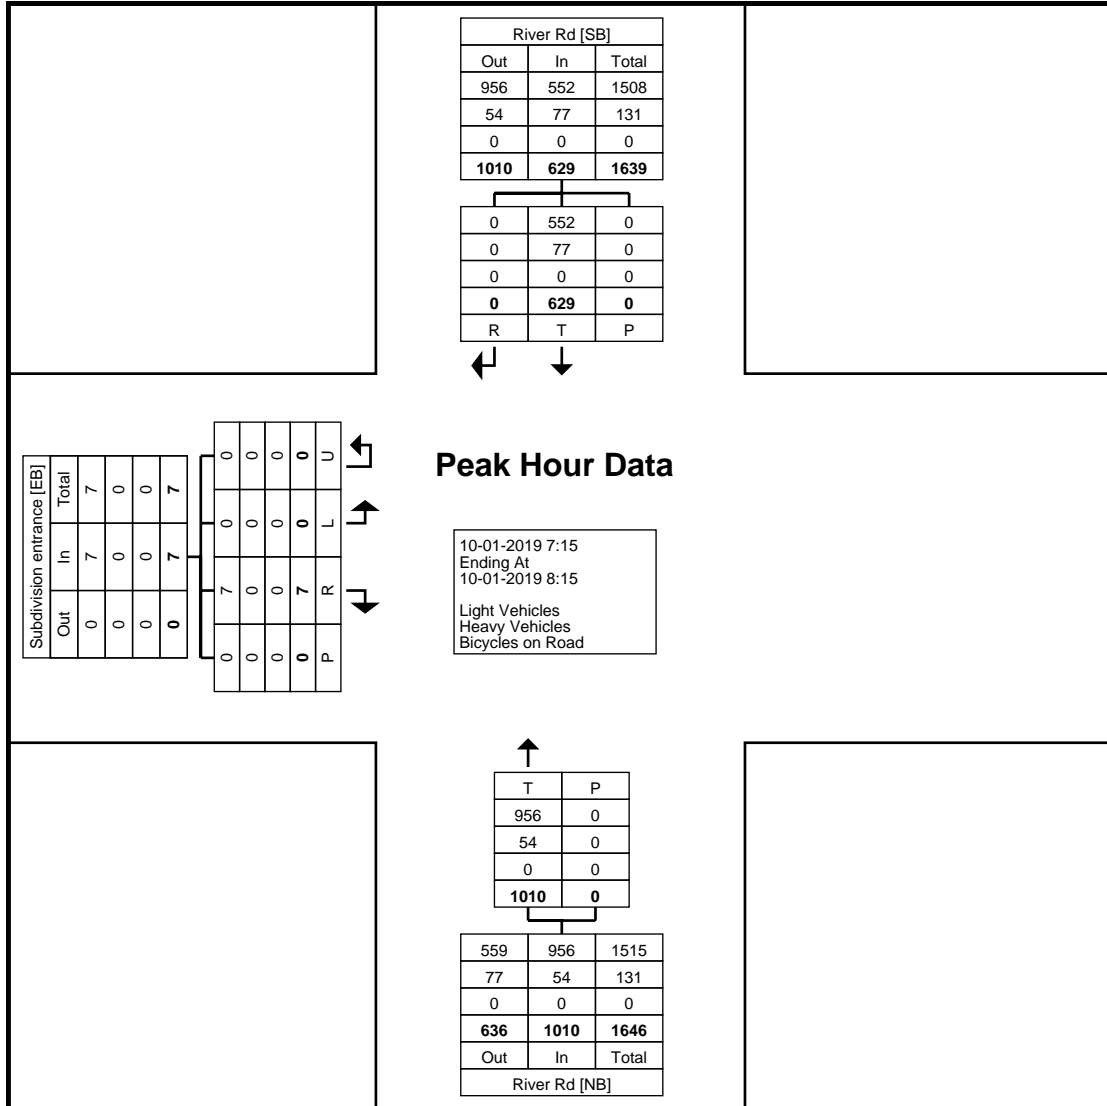 River Rd [SB]
Out In Total
956 552 1508
54 77 131
0 0 0
1010 629 1639
0 552 0
0 77 0
0 0 0
0 629 0
R T P
Subdivision entrance [EB]
Out In Total
0 7 7
0 0 0
0 0 0
0 7 7
0 7 0 0
0 0 0 0
0 0 0 0
0 7 0 0
P R L U
Peak Hour Data
10-01-2019 7:15
Ending At
10-01-2019 8:15
Light Vehicles
Heavy Vehicles
Bicycles on Road
T P
956 0
54 0
0 0
1010 0
559 956 1515
77 54 131
0 0 0
636 1010 1646
Out In Total
River Rd [NB]